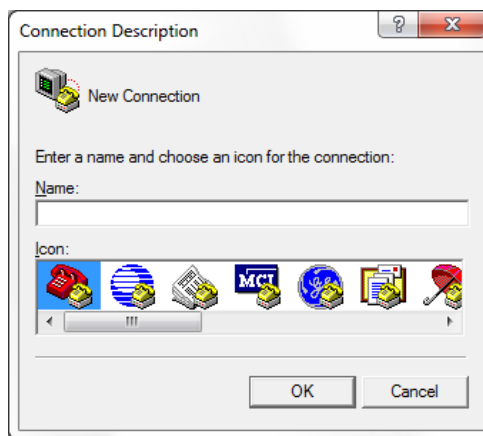 Connection Description
New Connection
Enter a name and choose an icon for the connection:
Name:
Icon:
MCI
OK
Cancel